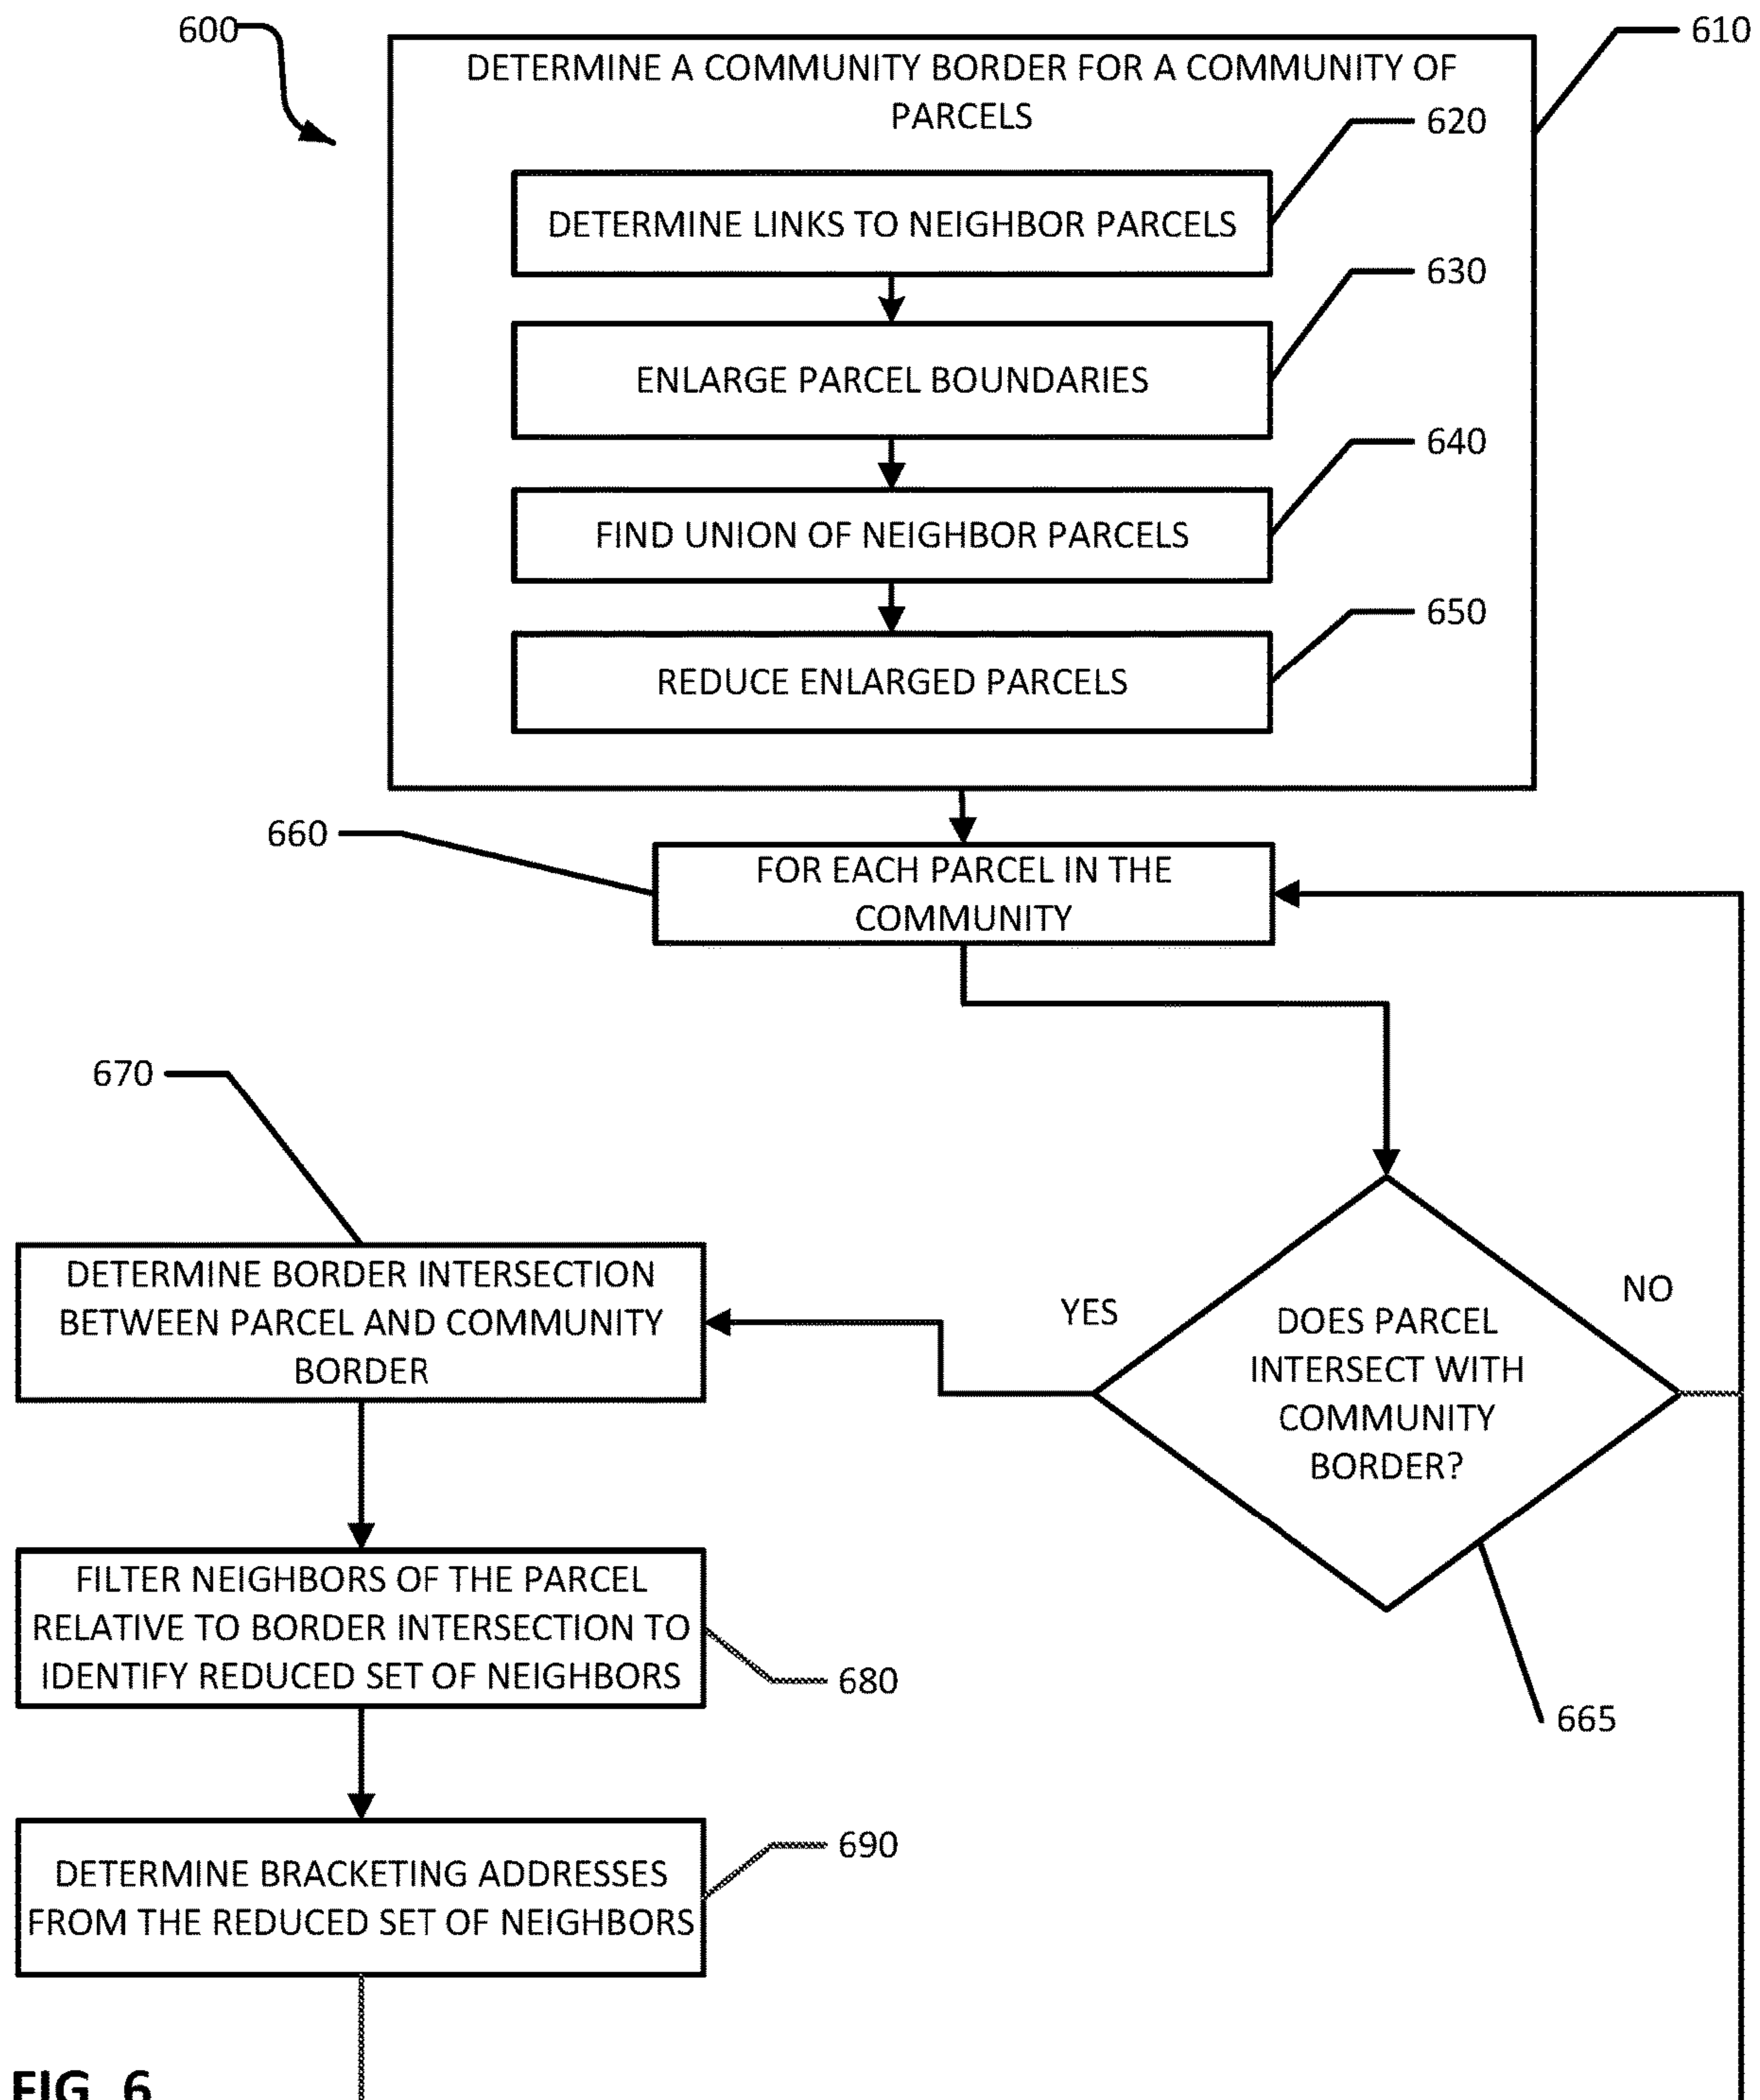 600
610
DETERMINE A COMMUNITY BORDER FOR A COMMUNITY OF
PARCELS
620
DETERMINE LINKS TO NEIGHBOR PARCELS
630
ENLARGE PARCEL BOUNDARIES
640
FIND UNION OF NEIGHBOR PARCELS
650
REDUCE ENLARGED PARCELS
660
FOR EACH PARCEL IN THE
COMMUNITY
670
DETERMINE BORDER INTERSECTION
BETWEEN PARCEL AND COMMUNITY
BORDER
YES
NO
DOES PARCEL
INTERSECT WITH
COMMUNITY
BORDER?
665
FILTER NEIGHBORS OF THE PARCEL
RELATIVE TO BORDER INTERSECTION TO
IDENTIFY REDUCED SET OF NEIGHBORS
680
690
DETERMINE BRACKETING ADDRESSES
FROM THE REDUCED SET OF NEIGHBORS
FIG. 6